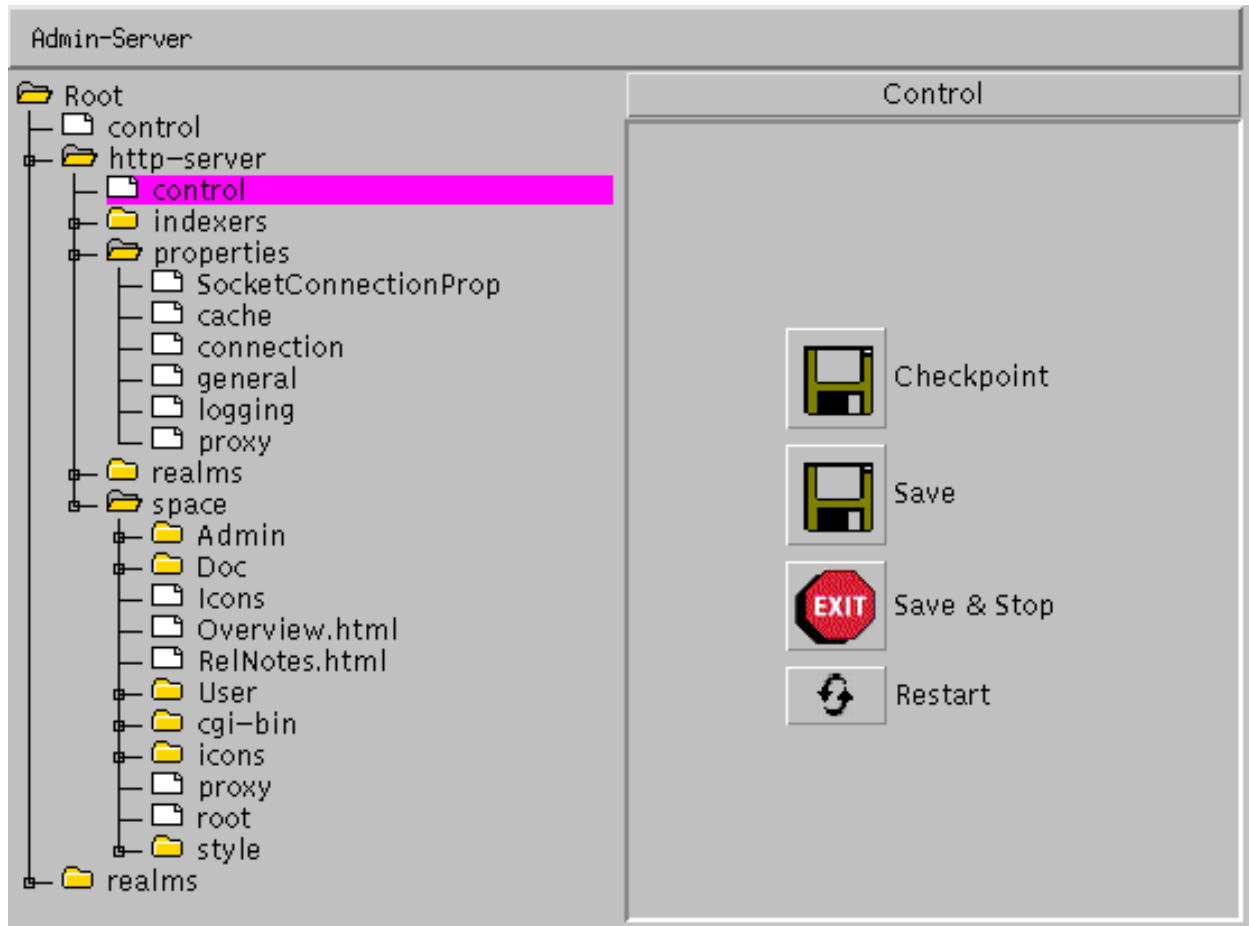 Admin-Server
Root
control
http-server
control
indexers
properties
SocketConnectionProp
cache
connection
general
logging
proxy
realms
space
Admin
Doc
Icons
Overview.html
RelNotes.html
User
cgi-bin
icons
proxy
root
style
realms
Control
Checkpoint
Save
EXIT Save & Stop
Restart